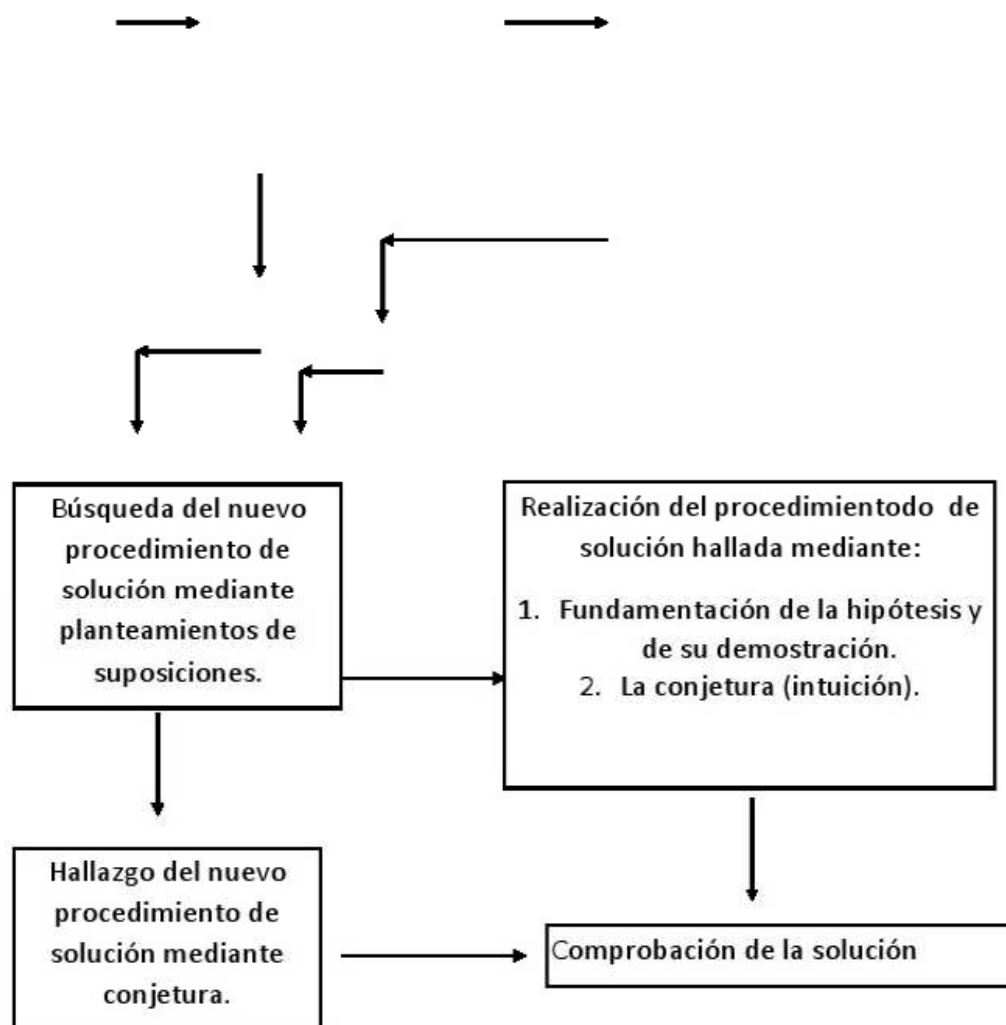 Búsqueda del nuevo
procedimiento de
solución mediante
planteamientos de
suposiciones.
Realización del procedimientodo de
solución hallada mediante:
1. Fundamentación de la hipótesis y
de su demostración.
2. La conjetura (intuición).
Hallazgo del nuevo
procedimiento de
solución mediante
conjetura.
Comprobación de la solución